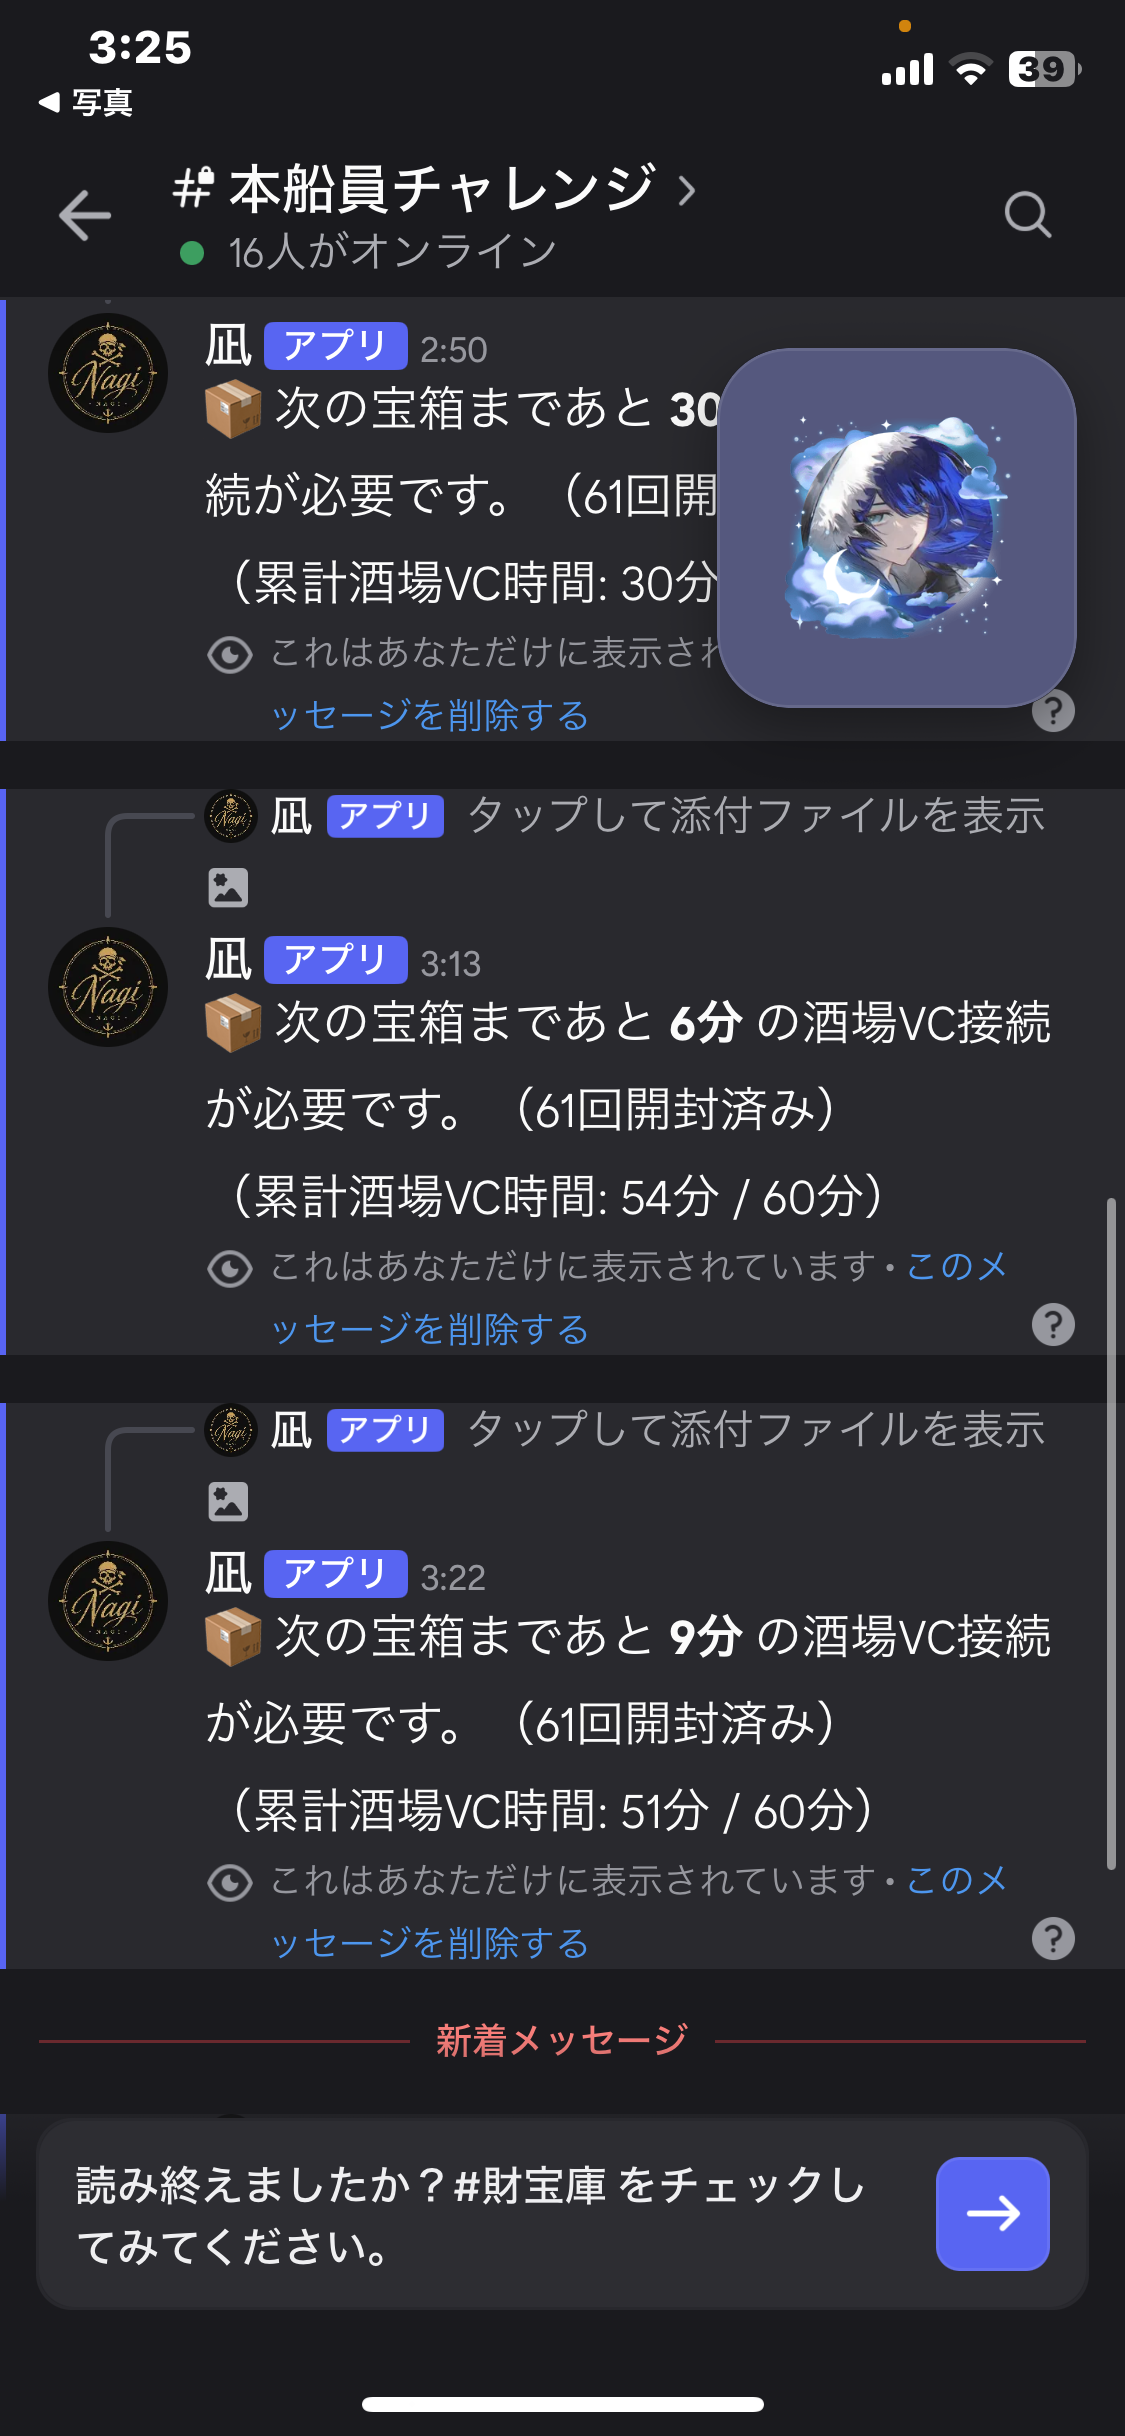 3:25
39
◀ 写真
# 本船員チャレンジ >
16人がオンライン
凪 アプリ 2:50
📦 次の宝箱まであと 30
続が必要です。（61回開
（累計酒場VC時間: 30分
これはあなただけに表示され
ッセージを削除する
?
凪 アプリ タップして添付ファイルを表示
凪 アプリ 3:13
📦 次の宝箱まであと 6分 の酒場VC接続
が必要です。（61回開封済み）
（累計酒場VC時間: 54分 / 60分）
これはあなただけに表示されています • このメ
ッセージを削除する
?
凪 アプリ タップして添付ファイルを表示
凪 アプリ 3:22
📦 次の宝箱まであと 9分 の酒場VC接続
が必要です。（61回開封済み）
（累計酒場VC時間: 51分 / 60分）
これはあなただけに表示されています • このメ
ッセージを削除する
?
新着メッセージ
読み終えましたか？#財宝庫 をチェックし
てみてください。